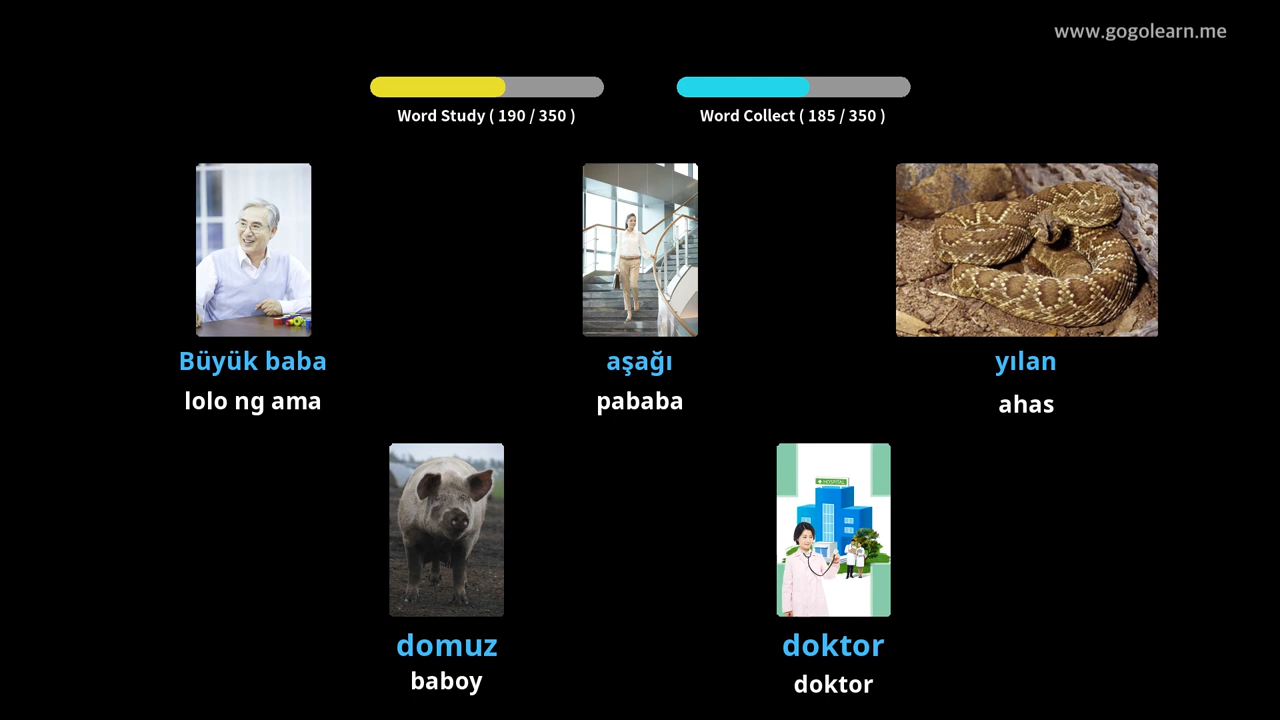 www.gogolearn.me
Word Study ( 190 / 350 )
Word Collect ( 185 / 350 )
Büyük baba
lolo ng ama
aşağı
pababa
yılan
ahas
HOSPITAL
domuz
baboy
doktor
doktor